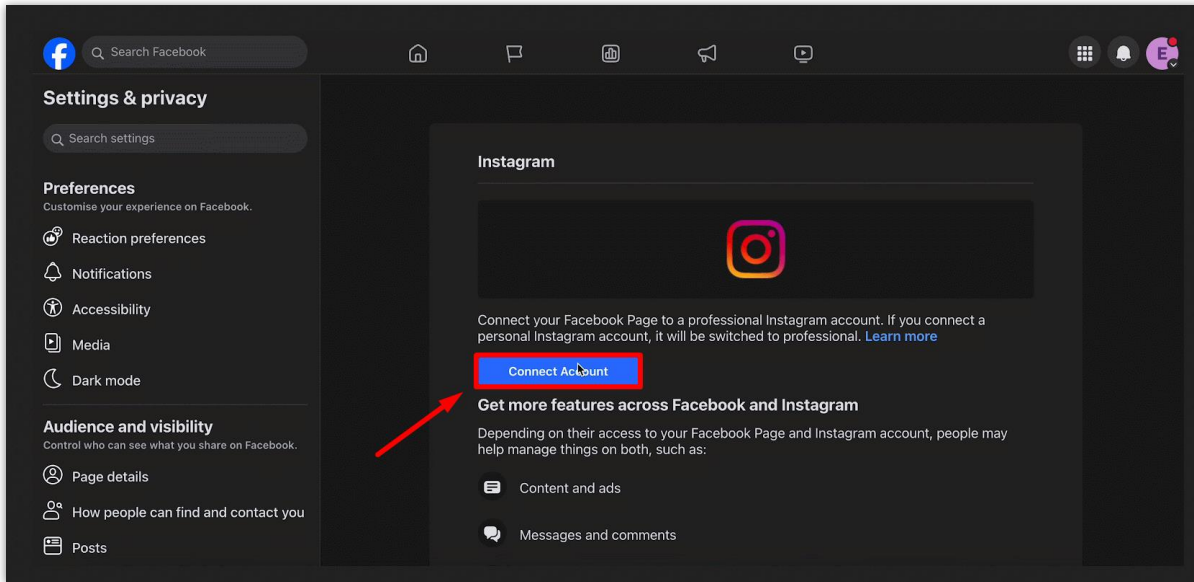 Search Facebook
E
Settings & privacy
Search settings
Preferences
Customise your experience on Facebook.
Reaction preferences
Notifications
Accessibility
Media
Dark mode
Audience and visibility
Control who can see what you share on Facebook.
Page details
How people can find and contact you
Posts
Instagram
Connect your Facebook Page to a professional Instagram account. If you connect a
personal Instagram account, it will be switched to professional. Learn more
Connect Account
Get more features across Facebook and Instagram
Depending on their access to your Facebook Page and Instagram account, people may
help manage things on both, such as:
Content and ads
Messages and comments